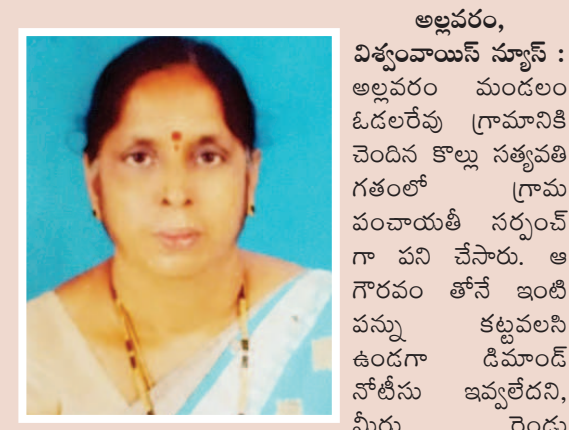 అల్లవరం,
విశ్వంవాయిస్ న్యూస్ :
అల్లవరం మండలం
ఓడలరేవు గ్రామానికి
చెందిన కొల్లు సత్యవతి
గతంలో గ్రామ
పంచాయతీ సర్పంచ్
గా పని చేసారు. ఆ
గౌరవం తోనే ఇంటి
పన్ను కట్టవలసి
ఉండగా డిమాండ్
నోటీసు ఇవ్వలేదని,
మీరు రెండు